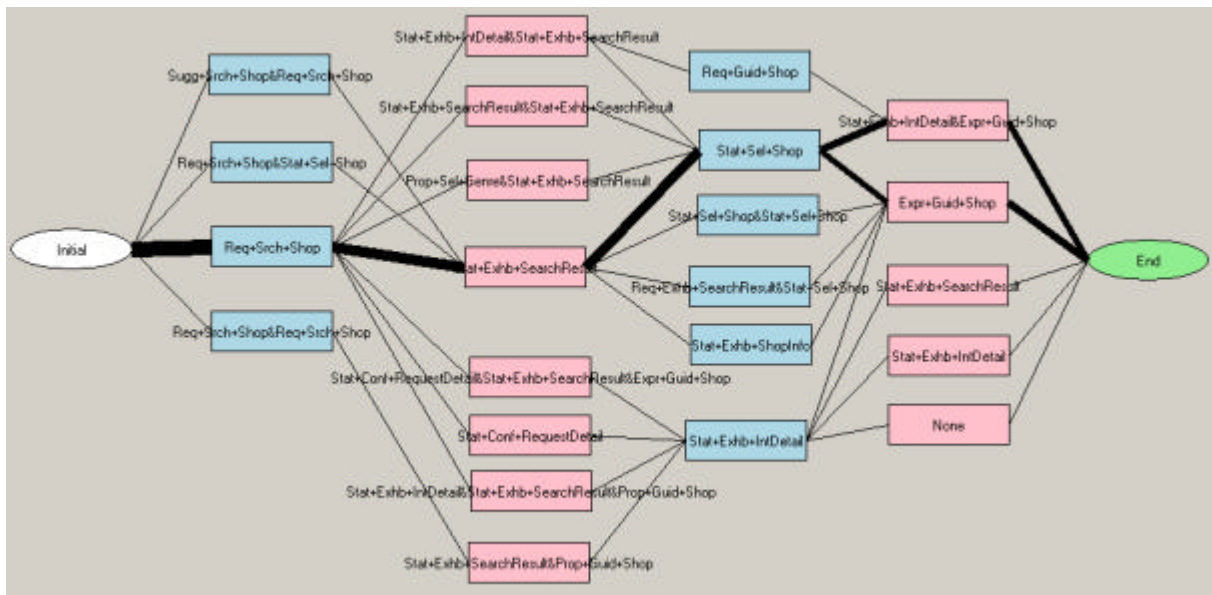 Initial
Sugg+Srch+Shop&Req+Srch+Shop
Req+Srch+Shop&Stat+Sel+Shop
Req+Srch+Shop
Req+Srch+Shop&Req+Srch+Shop
Stat+Exhb+IntDetail&Stat+Exhb+SearchResult
Stat+Exhb+SearchResult&Stat+Exhb+SearchResult
Prop+Sel+Genre&Stat+Exhb+SearchResult
Stat+Exhb+SearchResult
Stat+Conf+RequestDetail&Stat+Exhb+SearchResult&Expr+Guid+Shop
Stat+Conf+RequestDetail
Stat+Exhb+IntDetail&Stat+Exhb+SearchResult&Prop+Guid+Shop
Stat+Exhb+SearchResult&Prop+Guid+Shop
Req+Guid+Shop
Stat+Sel+Shop
Stat+Sel+Shop&Stat+Sel+Shop
Req+Exhb+SearchResult&Stat+Sel+Shop
Stat+Exhb+ShopInfo
Stat+Exhb+IntDetail
Stat+Exhb+IntDetail&Expr+Guid+Shop
Expr+Guid+Shop
Stat+Exhb+SearchResult
Stat+Exhb+IntDetail
None
End